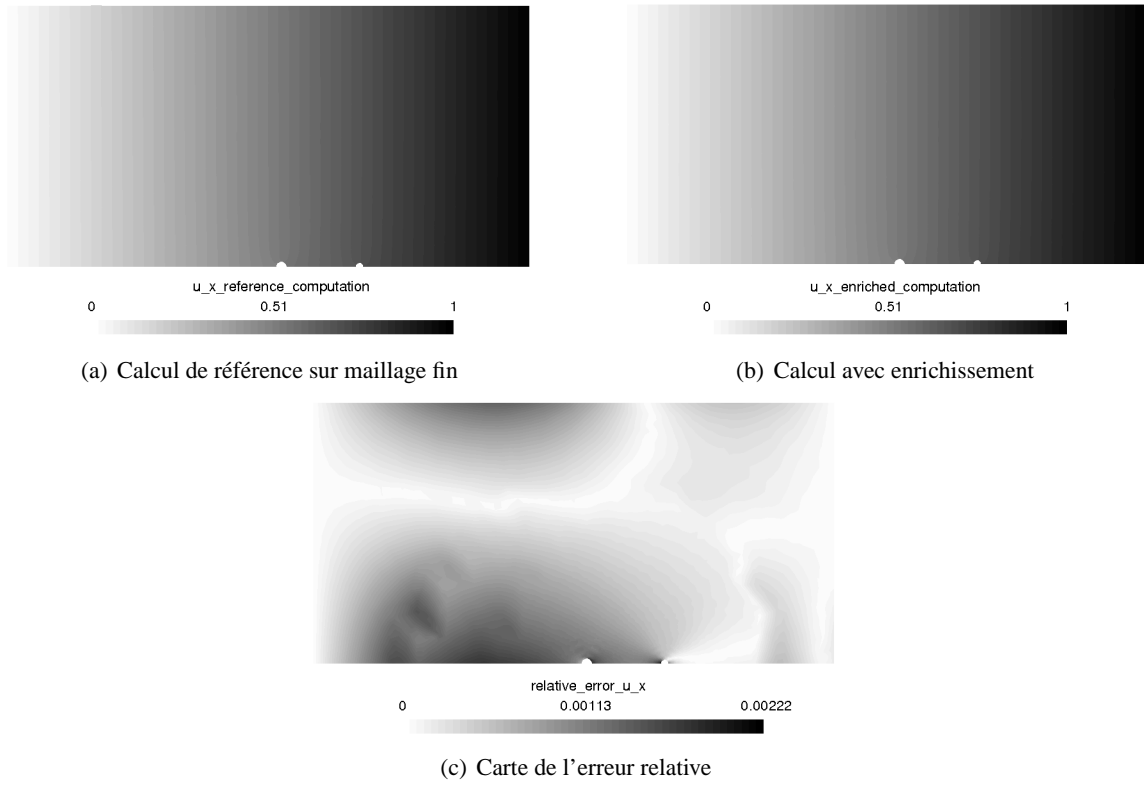 u_x_reference_computation
0 0.51 1
(a) Calcul de référence sur maillage fin
u_x_enriched_computation
0 0.51 1
(b) Calcul avec enrichissement
relative_error_u_x
0 0.00113 0.00222
(c) Carte de l'erreur relative